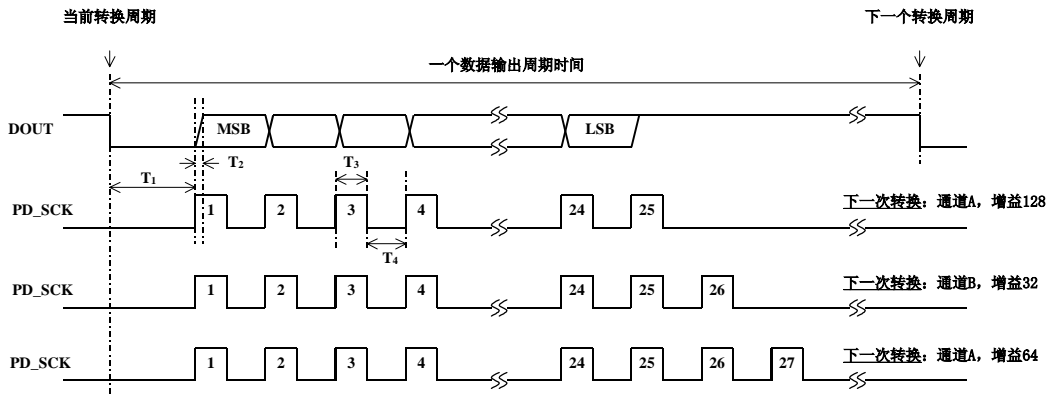 当前转换周期
下一个转换周期
一个数据输出周期时间
DOUT
MSB
LSB
T2
T1
T3
PD_SCK
1
2
3
4
24
25
下一次转换：通道A，增益128
T4
PD_SCK
1
2
3
4
24
25
26
下一次转换：通道B，增益32
PD_SCK
1
2
3
4
24
25
26
27
下一次转换：通道A，增益64